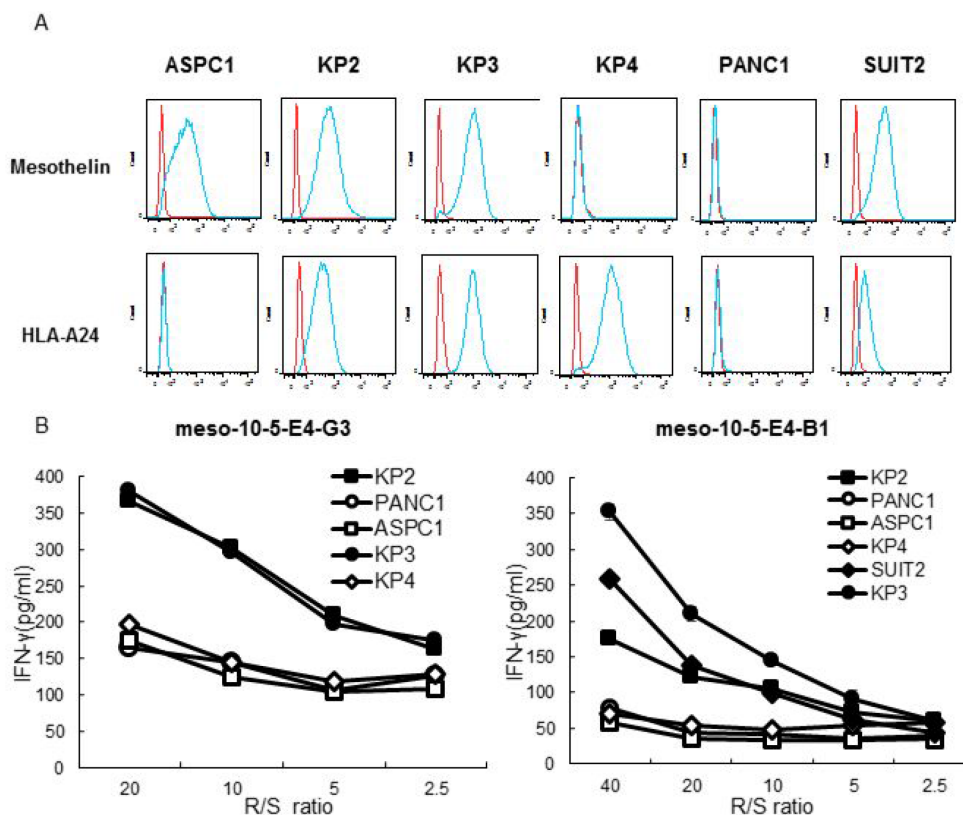 A
ASPC1 KP2 KP3 KP4 PANC1 SUIT2
Mesothelin
HLA-A24
B
meso-10-5-E4-G3
KP2
PANC1
ASPC1
KP3
KP4
400
350
300
250
200
150
100
50
0
IFN-γ(pg/ml)
20 10 5 2.5
R/S ratio
meso-10-5-E4-B1
KP2
PANC1
ASPC1
KP4
SUIT2
KP3
400
350
300
250
200
150
100
50
0
IFN-γ(pg/ml)
40 20 10 5 2.5
R/S ratio